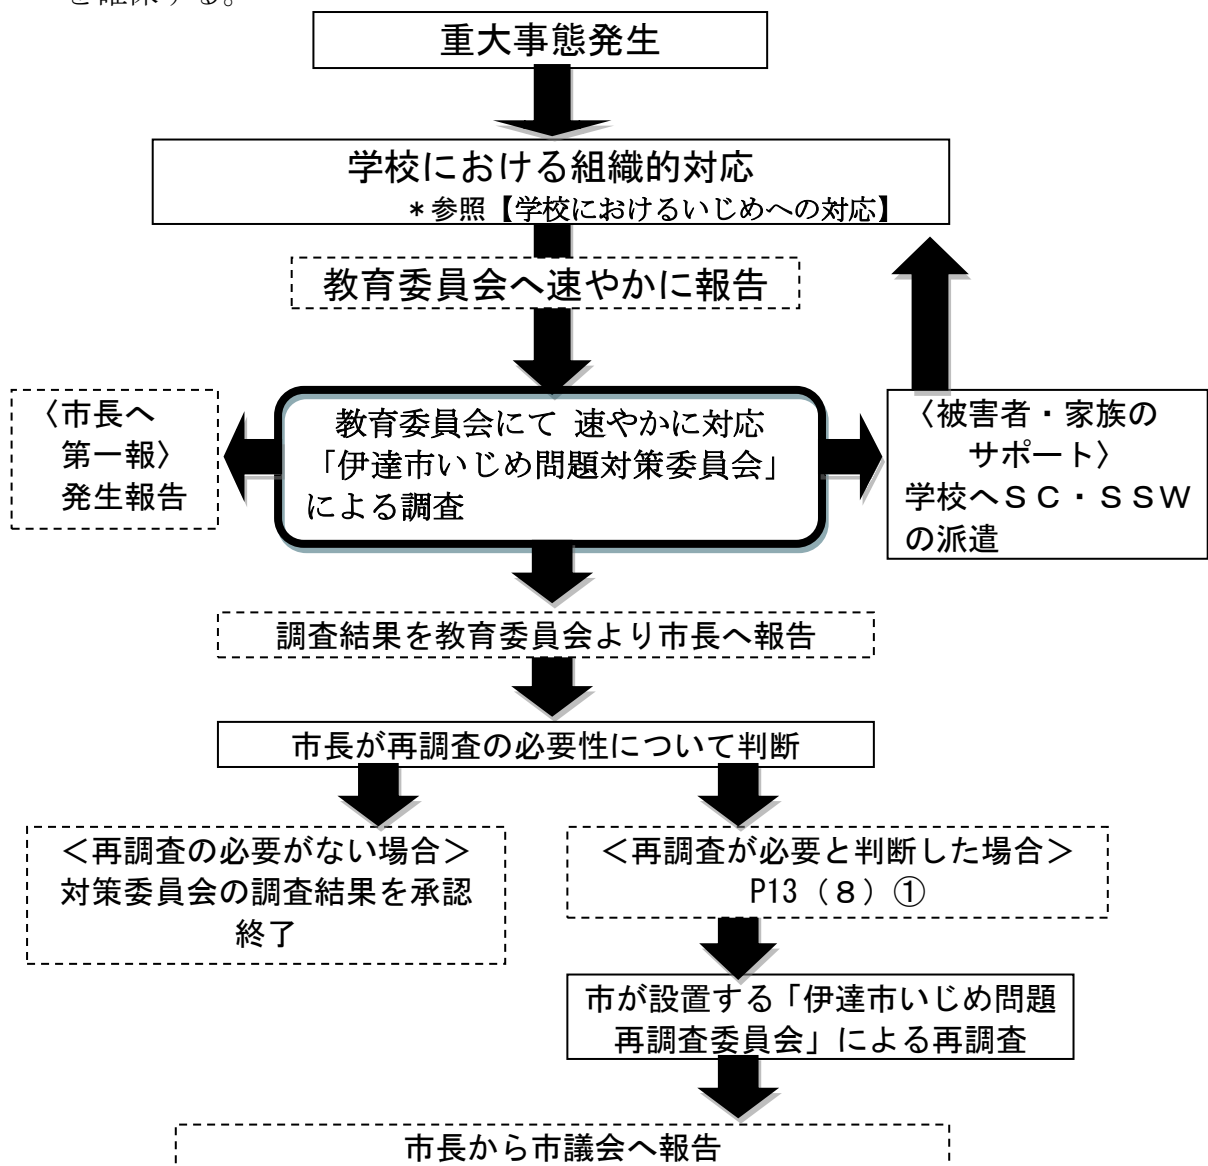 を確保する。
重大事態発生
学校における組織的対応
＊参照【学校におけるいじめへの対応】
教育委員会へ速やかに報告
〈市長へ
第一報〉
発生報告
教育委員会にて 速やかに対応
「伊達市いじめ問題対策委員会」
による調査
〈被害者・家族の
サポート〉
学校へＳＣ・ＳＳＷ
の派遣
調査結果を教育委員会より市長へ報告
市長が再調査の必要性について判断
＜再調査の必要がない場合＞
対策委員会の調査結果を承認
終了
＜再調査が必要と判断した場合＞
P13（８）①
市が設置する「伊達市いじめ問題
再調査委員会」による再調査
市長から市議会へ報告